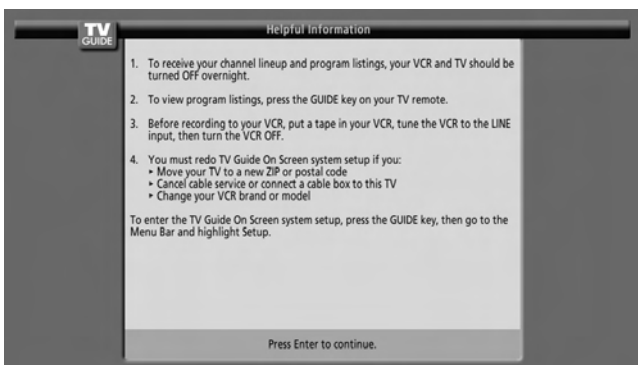 TV
GUIDE
Helpful Information
1. To receive your channel lineup and program listings, your VCR and TV should be
turned OFF overnight.
2. To view program listings, press the GUIDE key on your TV remote.
3. Before recording to your VCR, put a tape in your VCR, tune the VCR to the LINE
input, then turn the VCR OFF.
4. You must redo TV Guide On Screen system setup if you:
▸ Move your TV to a new ZIP or postal code
▸ Cancel cable service or connect a cable box to this TV
▸ Change your VCR brand or model
To enter the TV Guide On Screen system setup, press the GUIDE key, then go to the
Menu Bar and highlight Setup.
Press Enter to continue.